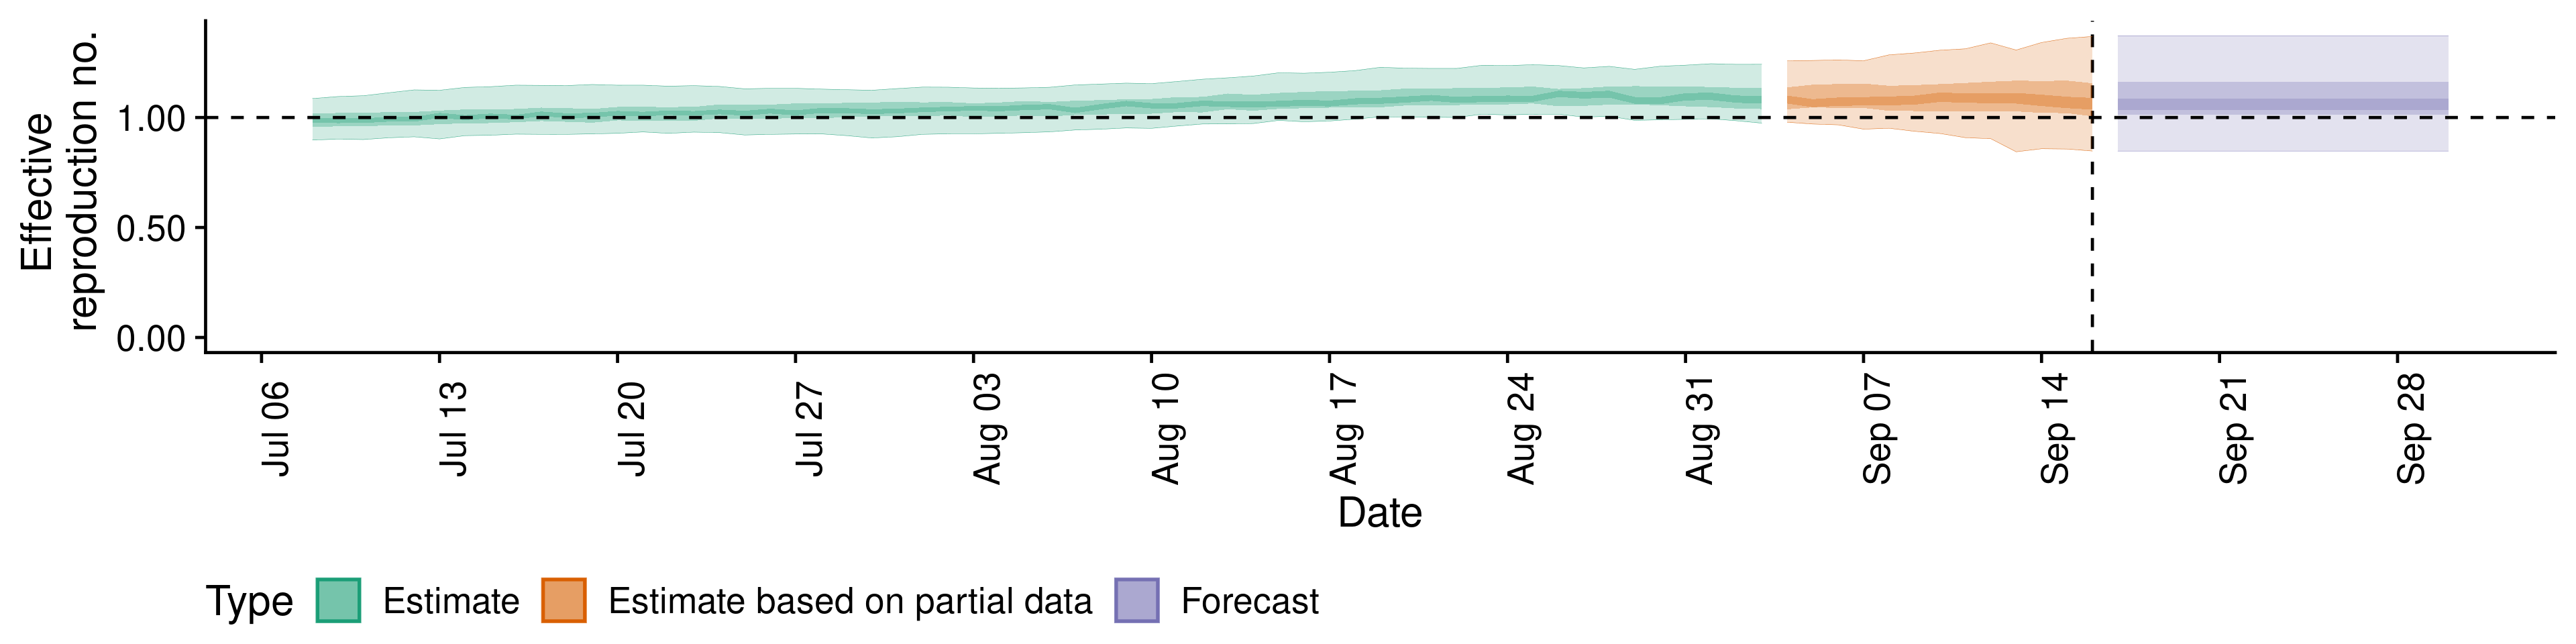 Effective
reproduction no.
1.00
0.50
0.00
Jul 06
Jul 13
Jul 20
Jul 27
Aug 03
Aug 10
Aug 17
Aug 24
Aug 31
Sep 07
Sep 14
Sep 21
Sep 28
Date
Type Estimate Estimate based on partial data Forecast